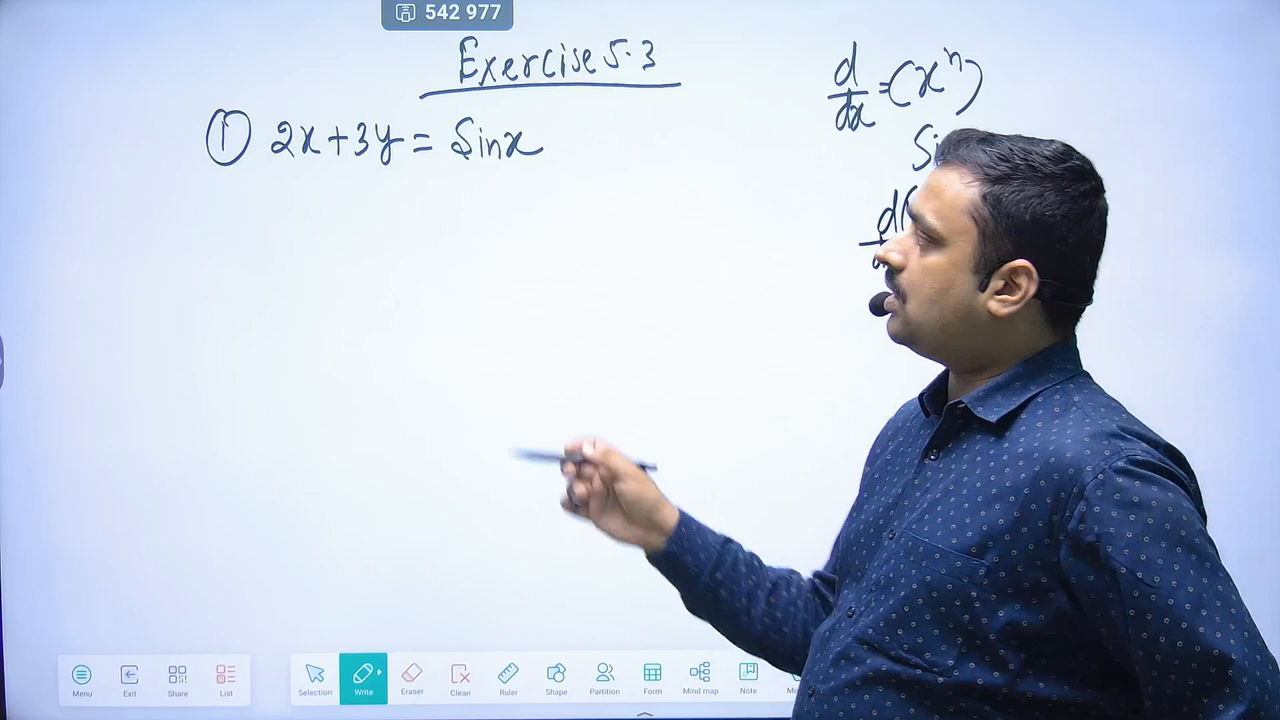 542 977
Exercise 5.3
① 2x+3y = Sinx
d/dx =(xⁿ)
Menu Exit Share List Selection Write Eraser Clean Ruler Shape Partition Form Mind map Note